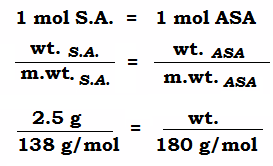 1 mol S.A. = 1 mol ASA
wt. S.A. = wt. ASA
m.wt. S.A. m.wt. ASA
2.5 g = wt.
138 g/mol 180 g/mol